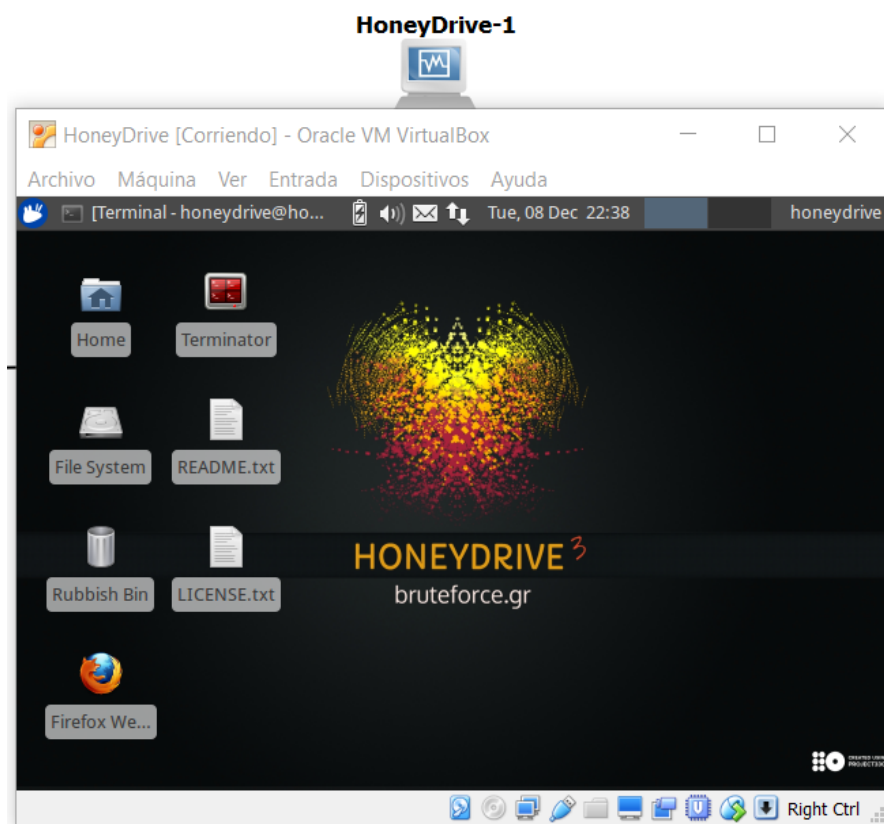 HoneyDrive-1
HoneyDrive [Corriendo] - Oracle VM VirtualBox
Archivo Máquina Ver Entrada Dispositivos Ayuda
[Terminal - honeydrive@ho... Tue, 08 Dec 22:38 honeydrive
Home Terminator
File System README.txt
Rubbish Bin LICENSE.txt
HONEYDRIVE 3
bruteforce.gr
Firefox We...
CREATED USING
Right Ctrl